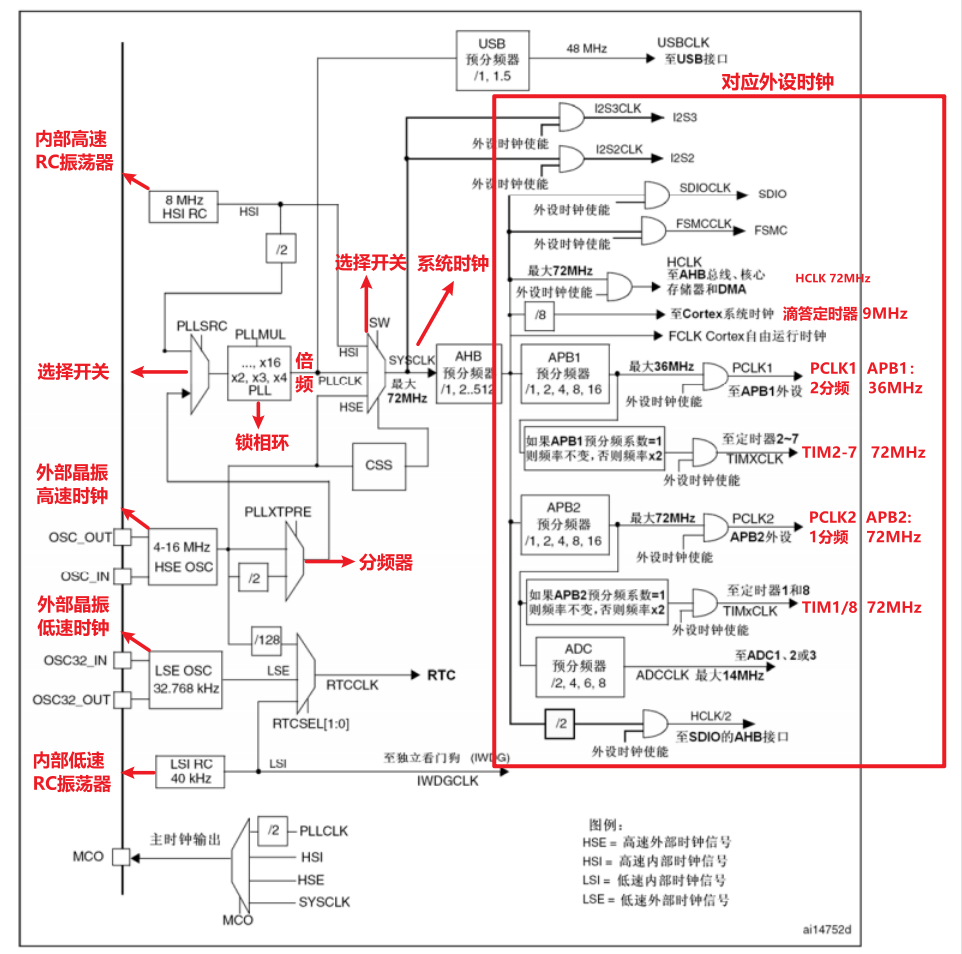 USB
预分频器
/1, 1.5
48 MHz
USBCLK
至USB接口
对应外设时钟
I2S3CLK
I2S3
外设时钟使能
I2S2CLK
I2S2
外设时钟使能
内部高速
RC振荡器
8 MHz
HSI RC
HSI
/2
SDIOCLK
SDIO
外设时钟使能
FSMCCLK
FSMC
外设时钟使能
选择开关
系统时钟
最大72MHz
HCLK
至AHB总线、核心
存储器和DMA
HCLK 72MHz
外设时钟使能
/8
至Cortex系统时钟
滴答定时器 9MHz
FCLK Cortex自由运行时钟
PLLSRC
PLLMUL
..., x16
x2, x3, x4
PLL
倍
频
SW
HSI
PLLCLK
HSE
SYSCLK
最大
72MHz
AHB
预分频器
/1, 2..512
选择开关
锁相环
APB1
预分频器
/1, 2, 4, 8, 16
最大36MHz
PCLK1
至APB1外设
外设时钟使能
PCLK1 APB1:
2分频 36MHz
如果APB1预分频系数=1
则频率不变，否则频率x2
至定时器2~7
TIMXCLK
外设时钟使能
TIM2-7 72MHz
CSS
外部晶振
高速时钟
OSC_OUT
OSC_IN
4-16 MHz
HSE OSC
PLLXTPRE
/2
分频器
APB2
预分频器
/1, 2, 4, 8, 16
最大72MHz
PCLK2
APB2外设
外设时钟使能
PCLK2 APB2:
1分频 72MHz
如果APB2预分频系数=1
则频率不变，否则频率x2
至定时器1和8
TIMxCLK
外设时钟使能
TIM1/8 72MHz
外部晶振
低速时钟
OSC32_IN
OSC32_OUT
LSE OSC
32.768 kHz
/128
LSE
RTCCLK
RTC
RTCSEL[1:0]
ADC
预分频器
/2, 4, 6, 8
至ADC1、2或3
ADCCLK 最大14MHz
/2
HCLK/2
至SDIO的AHB接口
外设时钟使能
内部低速
RC振荡器
LSI RC
40 kHz
LSI
至独立看门狗 (IWDG)
IWDGCLK
MCO
主时钟输出
/2
PLLCLK
HSI
HSE
SYSCLK
MCO
图例：
HSE = 高速外部时钟信号
HSI = 高速内部时钟信号
LSI = 低速内部时钟信号
LSE = 低速外部时钟信号
ai14752d